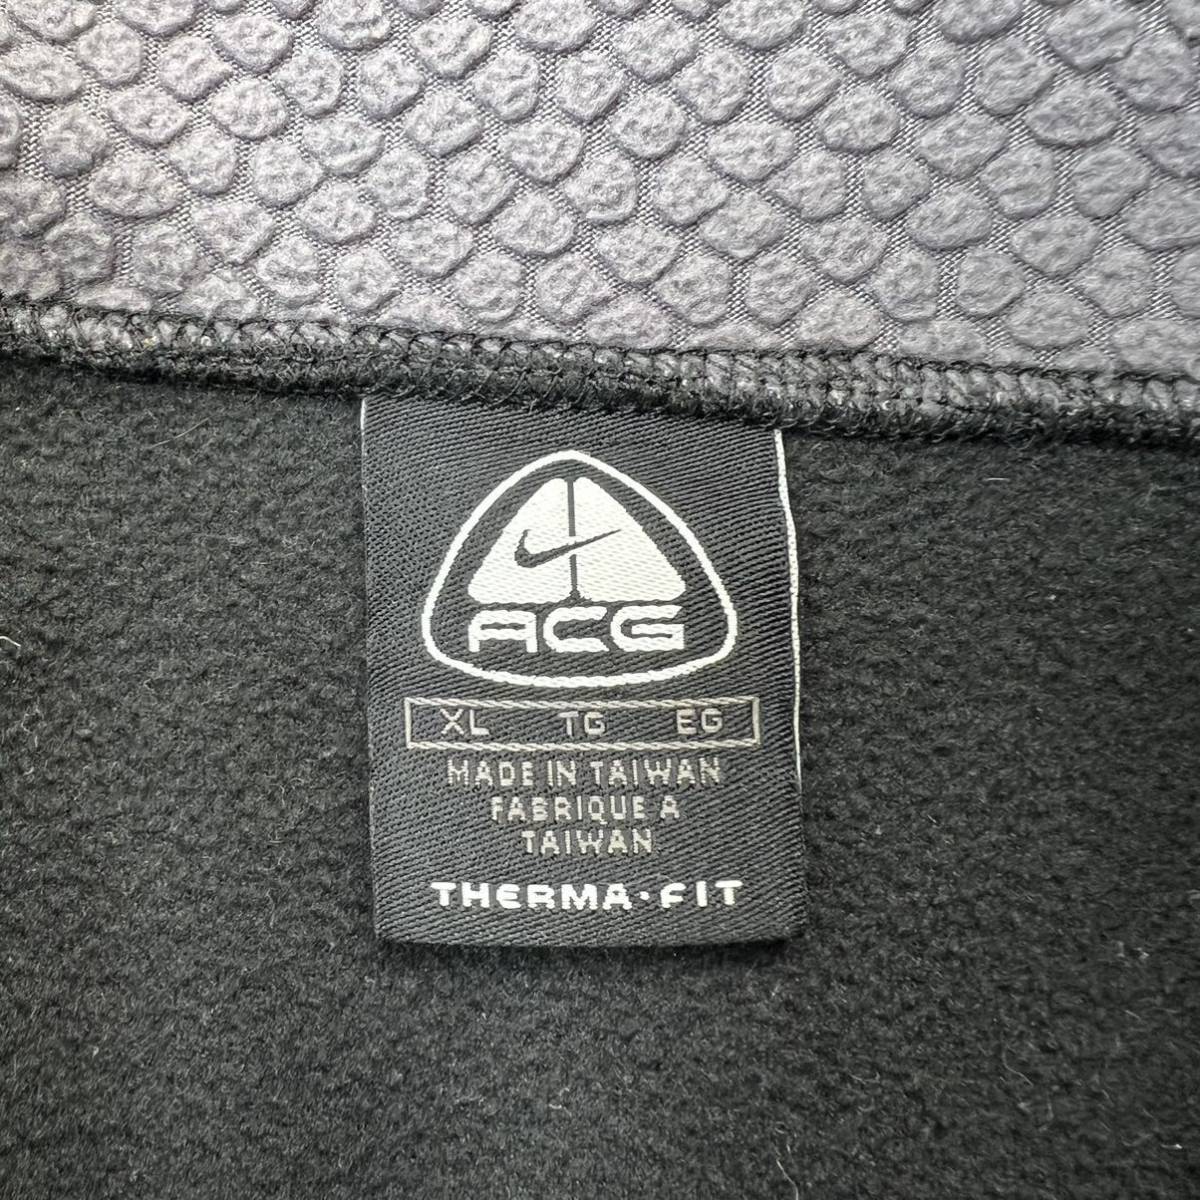 ACG
XL TG EG
MADE IN TAIWAN
FABRIQUE A
TAIWAN
THERMA·FIT